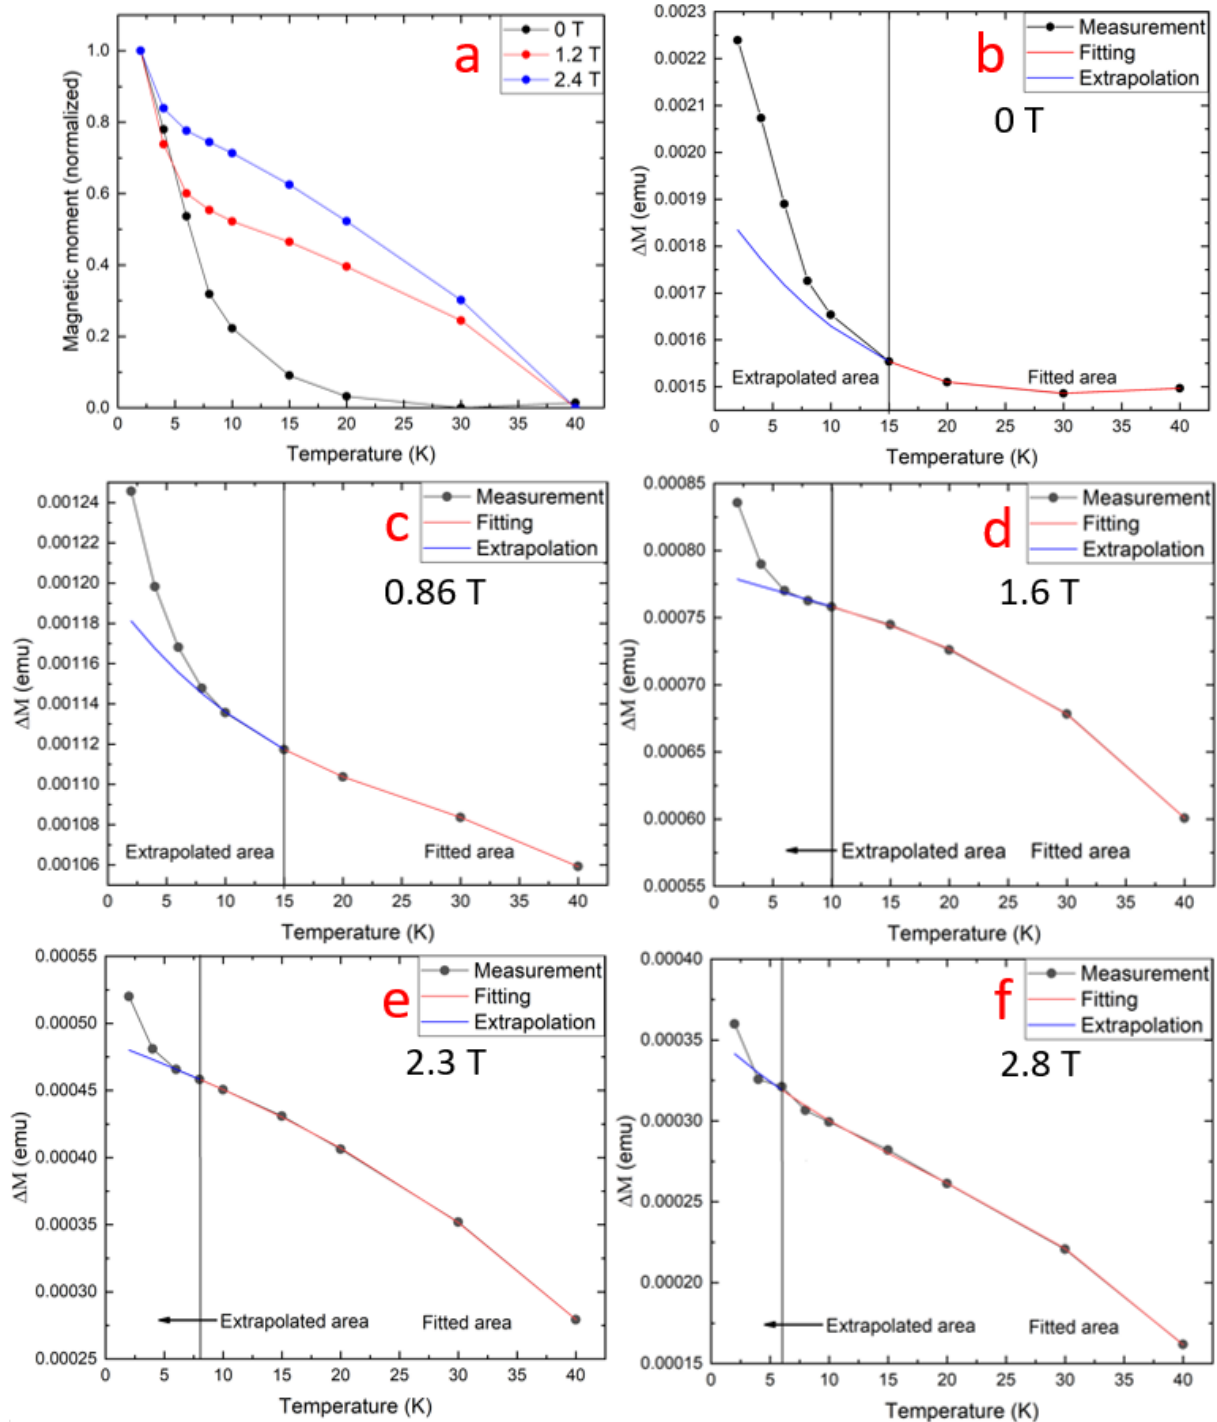 a
0 T
1.2 T
2.4 T
1.0
0.8
0.6
0.4
0.2
0.0
Magnetic moment (normalized)
0 5 10 15 20 25 30 35 40
Temperature (K)
b
Measurement
Fitting
Extrapolation
0 T
0.0023
0.0022
0.0021
0.0020
0.0019
0.0018
0.0017
0.0016
0.0015
ΔM (emu)
Extrapolated area
Fitted area
0 5 10 15 20 25 30 35 40
Temperature (K)
c
Measurement
Fitting
Extrapolation
0.86 T
0.00124
0.00122
0.00120
0.00118
0.00116
0.00114
0.00112
0.00110
0.00108
0.00106
ΔM (emu)
Extrapolated area
Fitted area
0 5 10 15 20 25 30 35 40
Temperature (K)
d
Measurement
Fitting
Extrapolation
1.6 T
0.00085
0.00080
0.00075
0.00070
0.00065
0.00060
0.00055
ΔM (emu)
Extrapolated area
Fitted area
0 5 10 15 20 25 30 35 40
Temperature (K)
e
Measurement
Fitting
Extrapolation
2.3 T
0.00055
0.00050
0.00045
0.00040
0.00035
0.00030
0.00025
ΔM (emu)
Extrapolated area
Fitted area
0 5 10 15 20 25 30 35 40
Temperature (K)
f
Measurement
Fitting
Extrapolation
2.8 T
0.00040
0.00035
0.00030
0.00025
0.00020
0.00015
ΔM (emu)
Extrapolated area
Fitted area
0 5 10 15 20 25 30 35 40
Temperature (K)